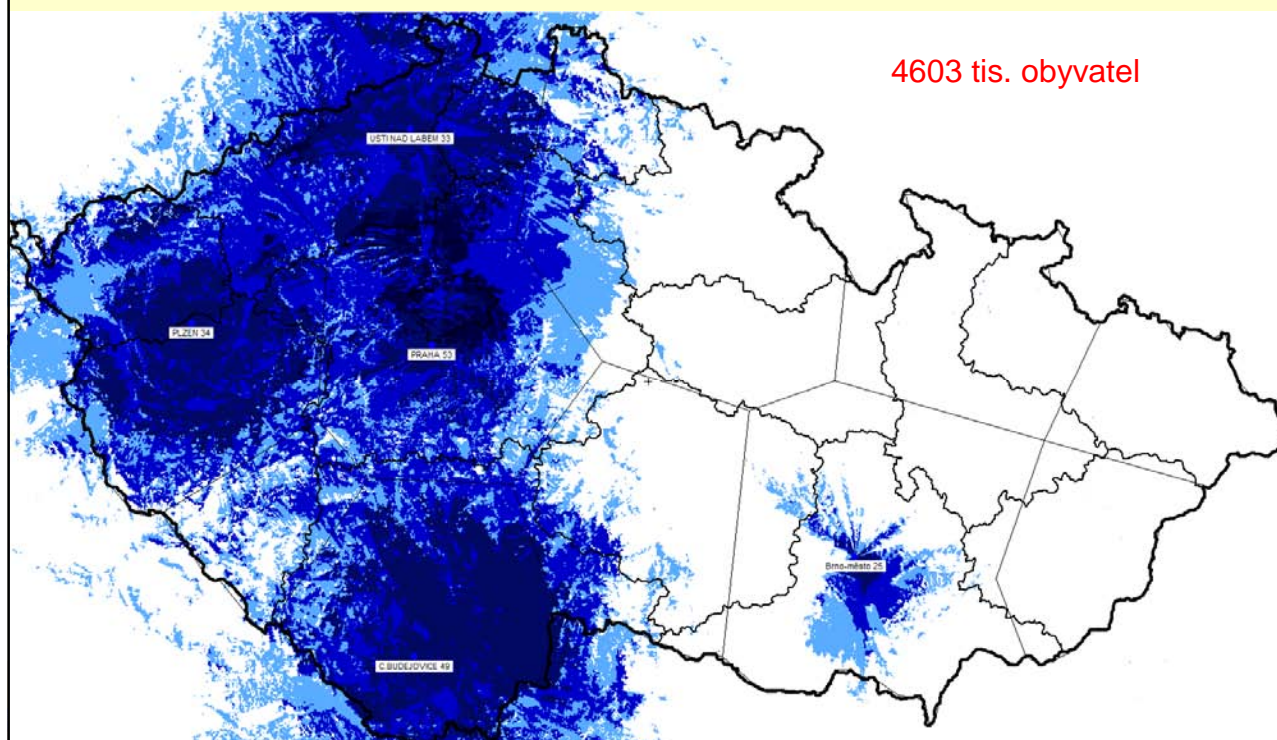 4603 tis. obyvatel
USTI NAD LABEM 33
PLZEN 34
PRAHA 53
Brno-město 25
C.BUDEJOVICE 49